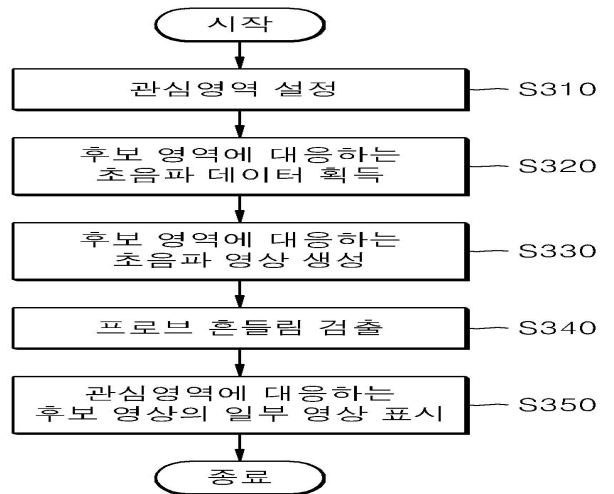 시작
관심영역 설정
S310
후보 영역에 대응하는
초음파 데이터 획득
S320
후보 영역에 대응하는
초음파 영상 생성
S330
프로브 흔들림 검출
S340
관심영역에 대응하는
후보 영상의 일부 영상 표시
S350
종료